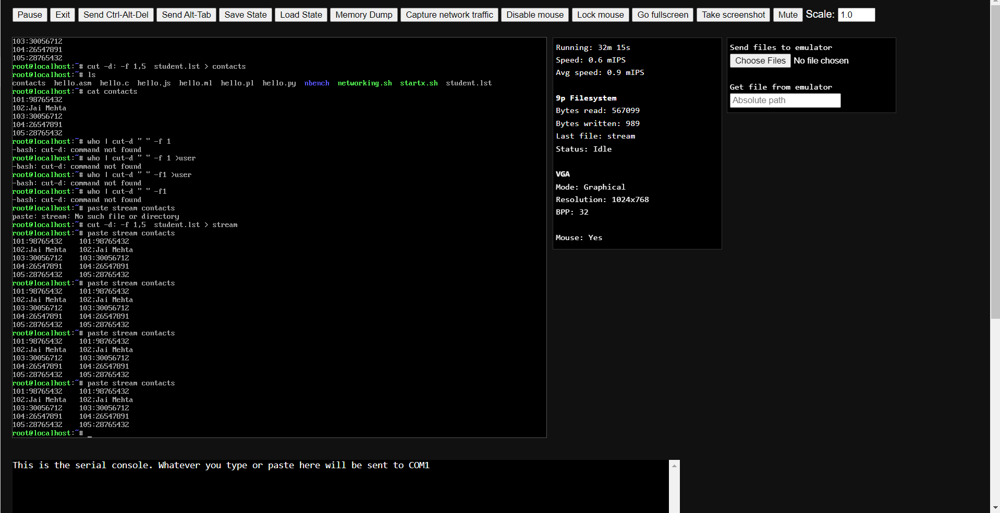 Pause Exit Send Ctrl-Alt-Del Send Alt-Tab Save State Load State Memory Dump Capture network traffic Disable mouse Lock mouse Go fullscreen Take screenshot Mute Scale: 1.0
103:30056712
104:26547891
105:28765432
root@localhost:~# cut -d: -f 1,5  student.lst > contacts
root@localhost:~# ls
contacts  hello.asm  hello.c  hello.js  hello.ml  hello.pl  hello.py  nbench  networking.sh  startx.sh  student.lst
root@localhost:~# cat contacts
101:98765432
102;Jai Mehta
103:30056712
104:26547891
105:28765432
root@localhost:~# who | cut-d " " -f 1
-bash: cut-d: command not found
root@localhost:~# who | cut-d " " -f 1 >user
-bash: cut-d: command not found
root@localhost:~# who | cut-d " " -f1 >user
-bash: cut-d: command not found
root@localhost:~# who | cut-d " " -f1
-bash: cut-d: command not found
root@localhost:~# paste stream contacts
paste: stream: No such file or directory
root@localhost:~# cut -d: -f 1,5  student.lst > stream
root@localhost:~# paste stream contacts
101:98765432    101:98765432
102;Jai Mehta   102;Jai Mehta
103:30056712    103:30056712
104:26547891    104:26547891
105:28765432    105:28765432
root@localhost:~# paste stream contacts
101:98765432    101:98765432
102;Jai Mehta   102;Jai Mehta
103:30056712    103:30056712
104:26547891    104:26547891
105:28765432    105:28765432
root@localhost:~# paste stream contacts
101:98765432    101:98765432
102;Jai Mehta   102;Jai Mehta
103:30056712    103:30056712
104:26547891    104:26547891
105:28765432    105:28765432
root@localhost:~# paste stream contacts
101:98765432    101:98765432
102;Jai Mehta   102;Jai Mehta
103:30056712    103:30056712
104:26547891    104:26547891
105:28765432    105:28765432
root@localhost:~# _
Running: 32m 15s
Speed: 0.6 mIPS
Avg speed: 0.9 mIPS
9p Filesystem
Bytes read: 567099
Bytes written: 989
Last file: stream
Status: Idle
VGA
Mode: Graphical
Resolution: 1024x768
BPP: 32
Mouse: Yes
Send files to emulator
Choose Files No file chosen
Get file from emulator
Absolute path
This is the serial console. Whatever you type or paste here will be sent to COM1